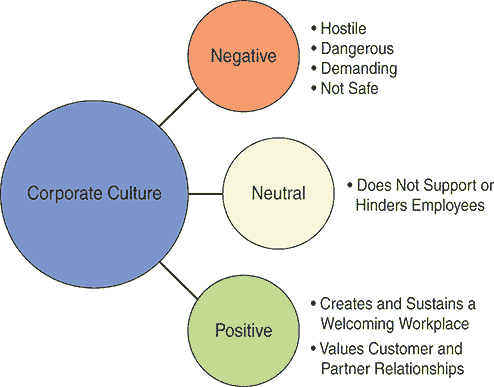 Corporate Culture
Negative
• Hostile
• Dangerous
• Demanding
• Not Safe
Neutral
• Does Not Support or
Hinders Employees
Positive
• Creates and Sustains a
Welcoming Workplace
• Values Customer and
Partner Relationships